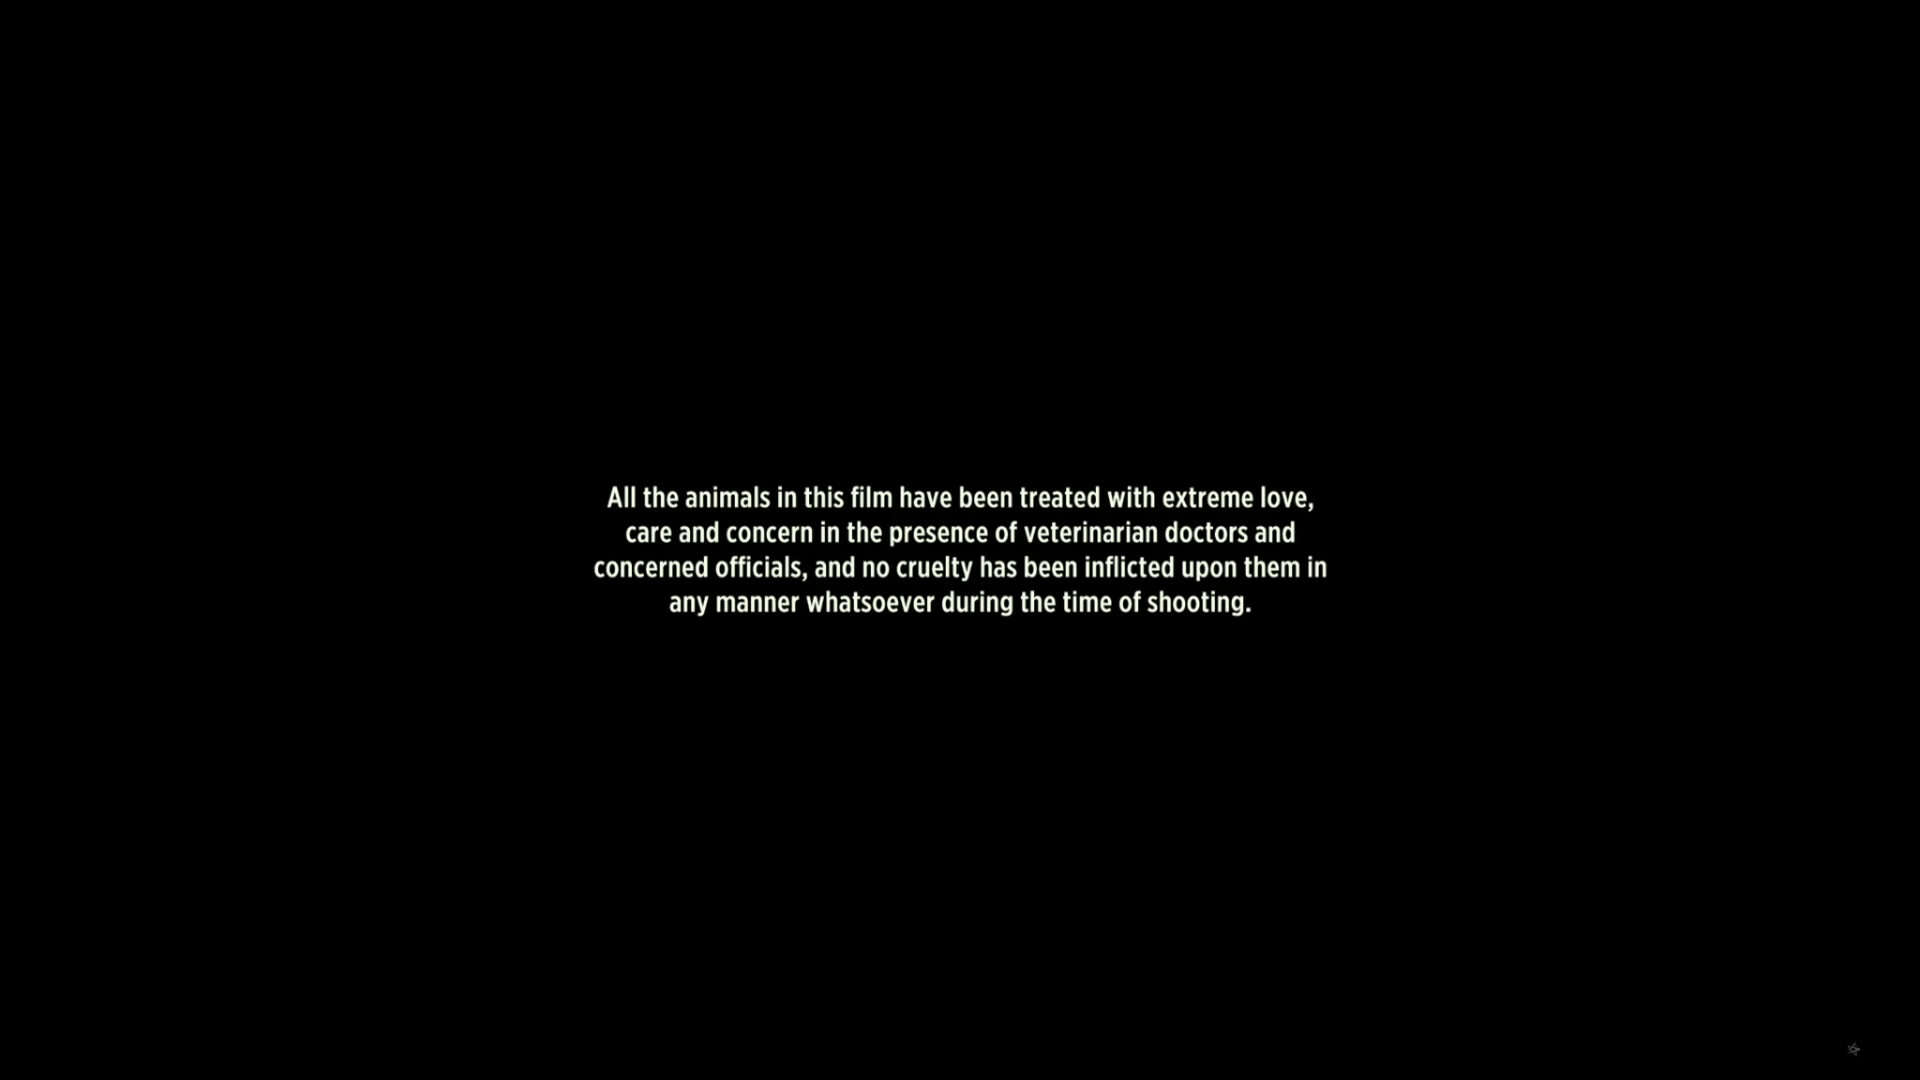 All the animals in this film have been treated with extreme love,
care and concern in the presence of veterinarian doctors and
concerned officials, and no cruelty has been inflicted upon them in
any manner whatsoever during the time of shooting.